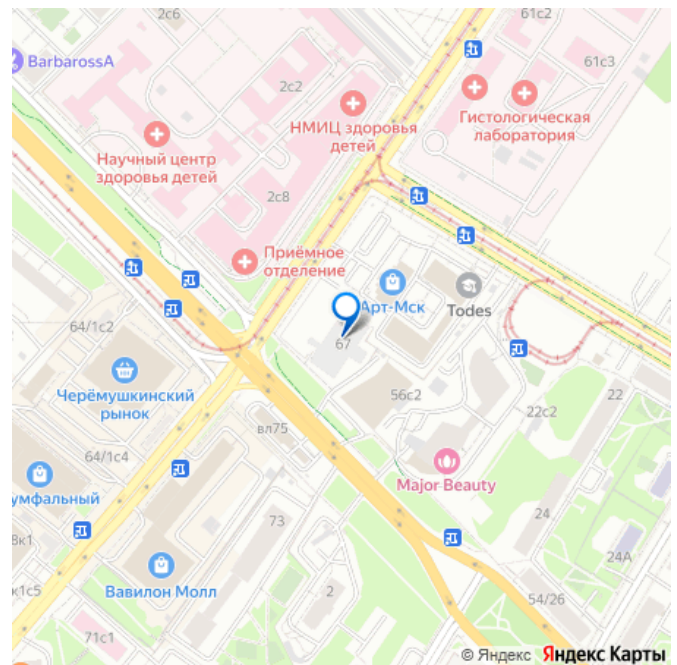 2с6
BarbarossA
2с2
61с2
61с3
НМИЦ здоровья
детей
Гистологическая
лаборатория
Научный центр
здоровья детей
2с8
Приёмное
отделение
Арт-Мск
Todes
64/1с2
67
Черёмушкинский
рынок
56с2
22
22с2
вл75
64/1с4
Major Beauty
умфальный
73
24
8к1
24А
Вавилон Молл
к1с5
2
54/26
71с1
© Яндекс Яндекс Карты